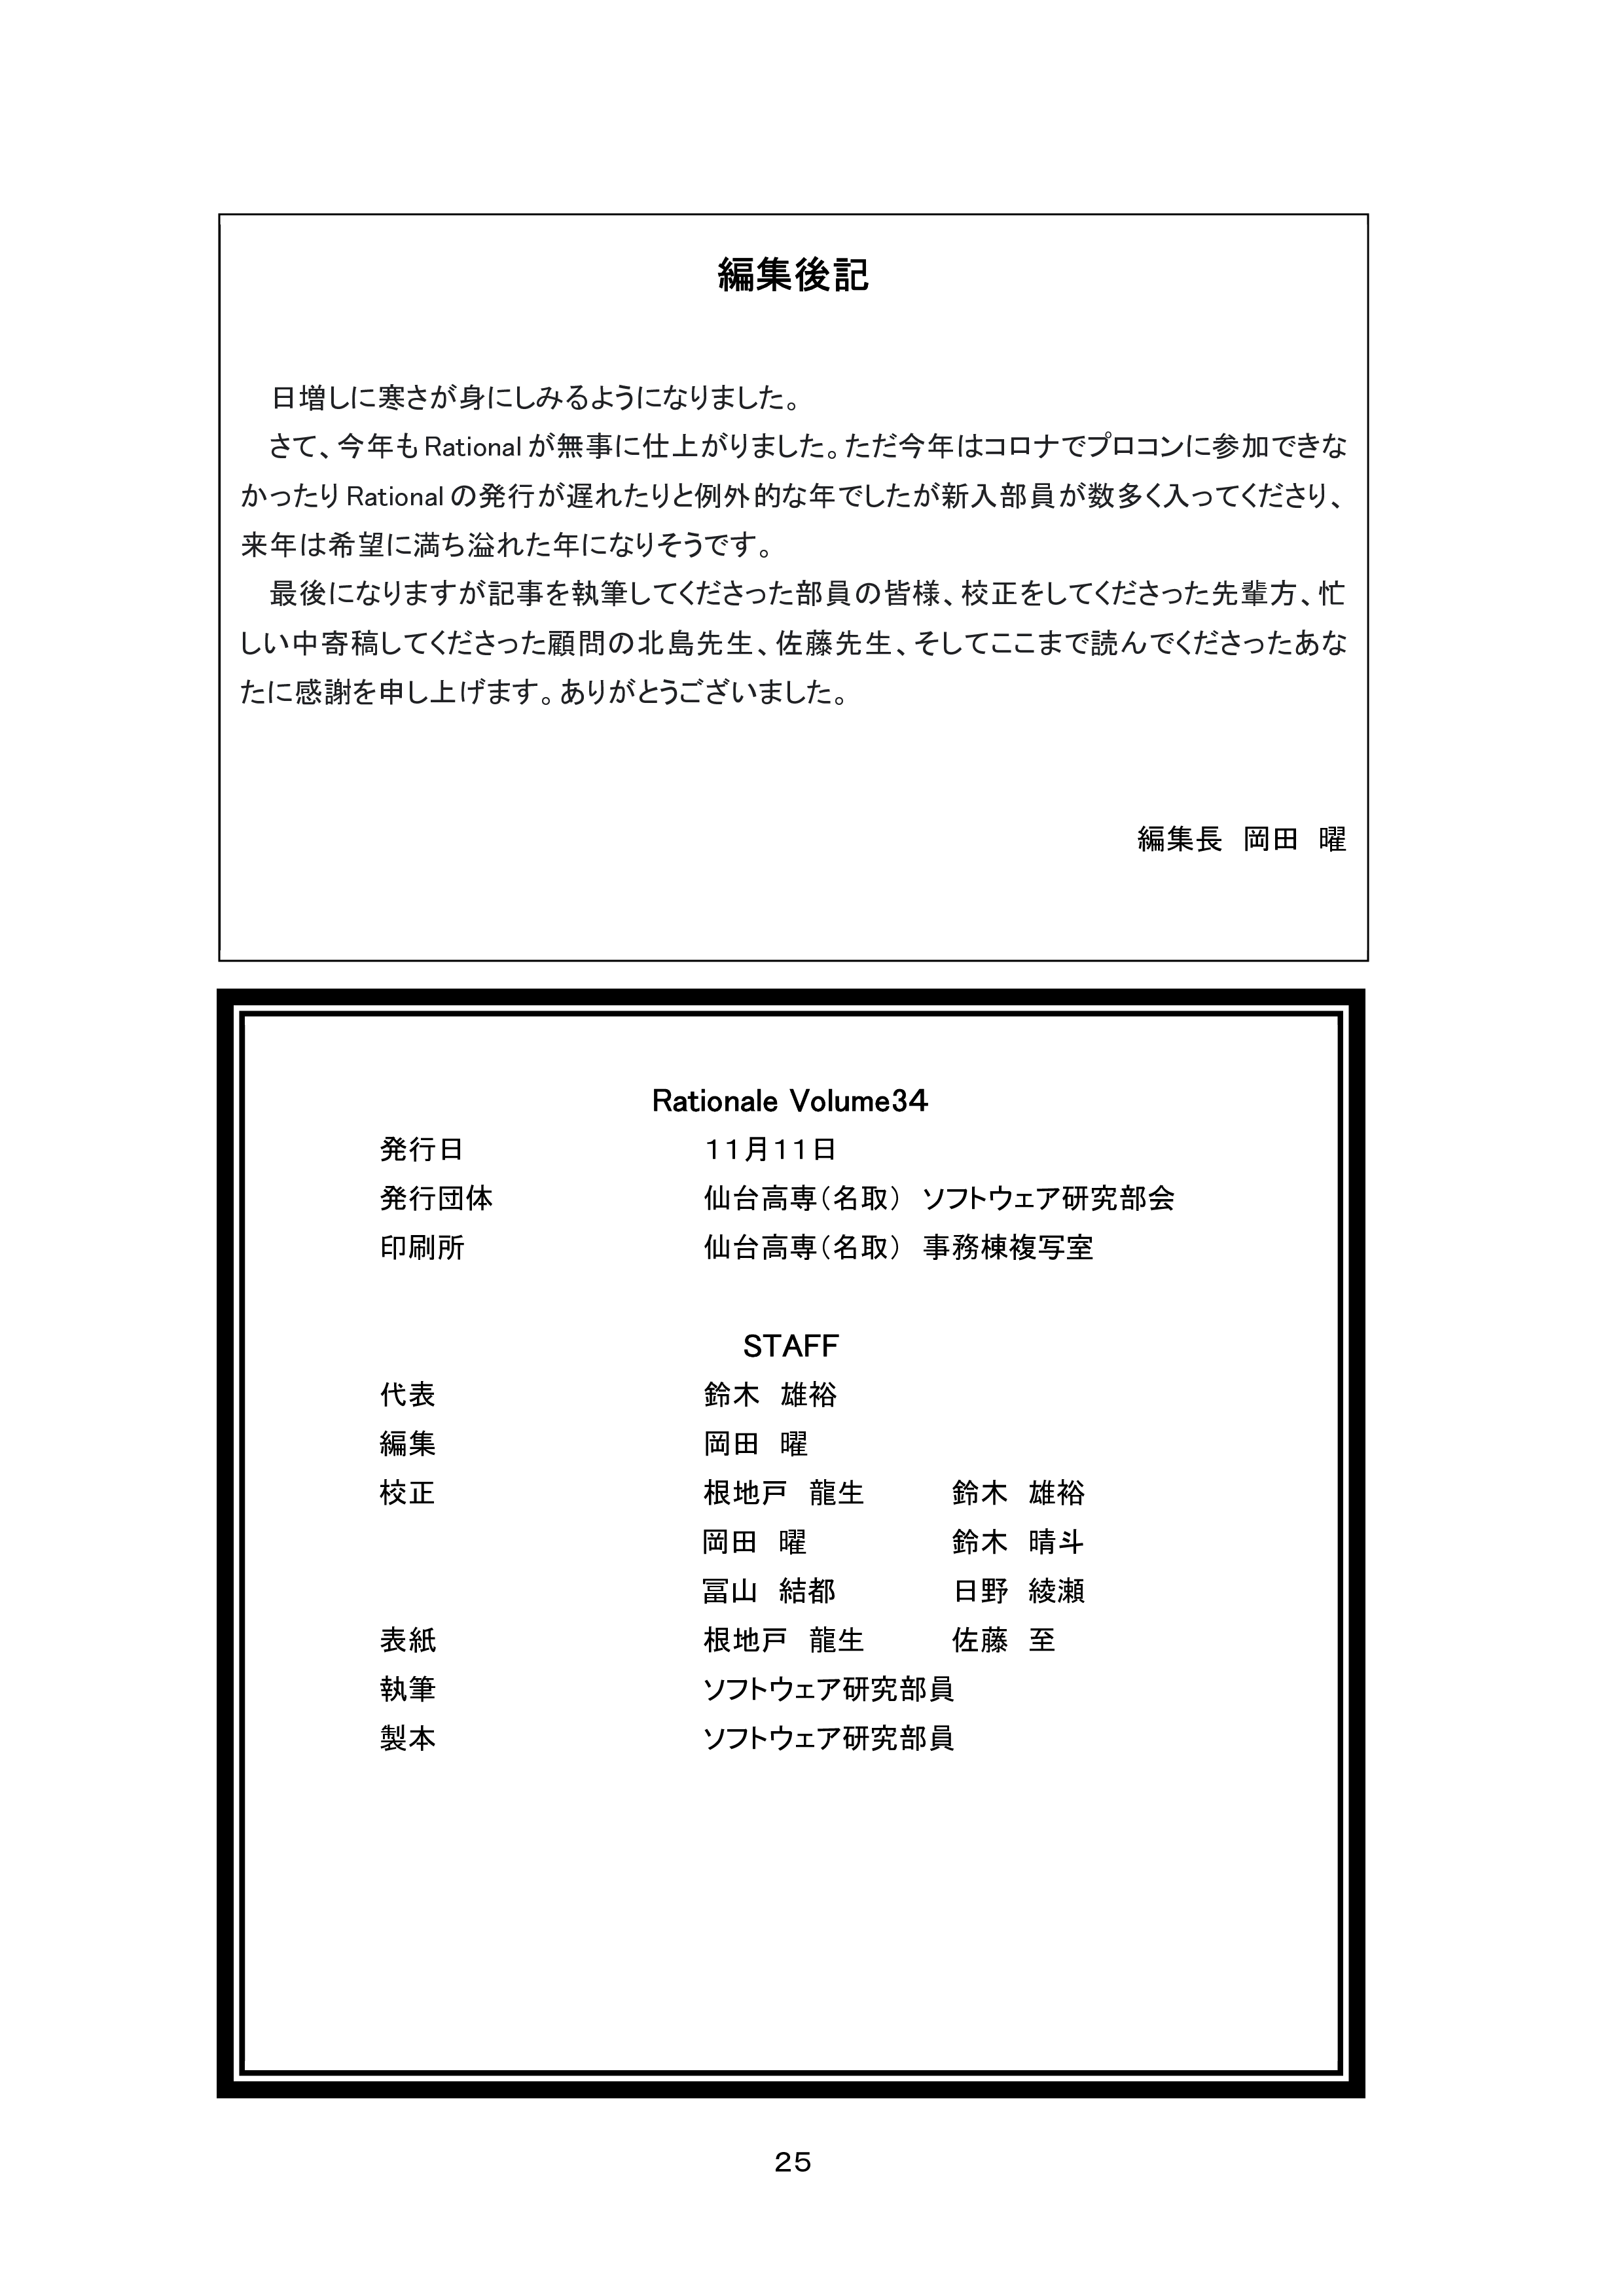 編集後記
日増しに寒さが身にしみるようになりました。
さて、今年もRationalが無事に仕上がりました。ただ今年はコロナでプロコンに参加できな
かったりRationalの発行が遅れたりと例外的な年でしたが新入部員が数多く入ってくださり、
来年は希望に満ち溢れた年になりそうです。
最後になりますが記事を執筆してくださった部員の皆様、校正をしてくださった先輩方、忙
しい中寄稿してくださった顧問の北島先生、佐藤先生、そしてここまで読んでくださったあな
たに感謝を申し上げます。ありがとうございました。
編集長 岡田 曜
Rationale Volume34
発行日 11月11日
発行団体 仙台高専(名取) ソフトウェア研究部会
印刷所 仙台高専(名取) 事務棟複写室
STAFF
代表 鈴木 雄裕
編集 岡田 曜
校正 根地戸 龍生 鈴木 雄裕
岡田 曜 鈴木 晴斗
冨山 結都 日野 綾瀬
表紙 根地戸 龍生 佐藤 至
執筆 ソフトウェア研究部員
製本 ソフトウェア研究部員
25